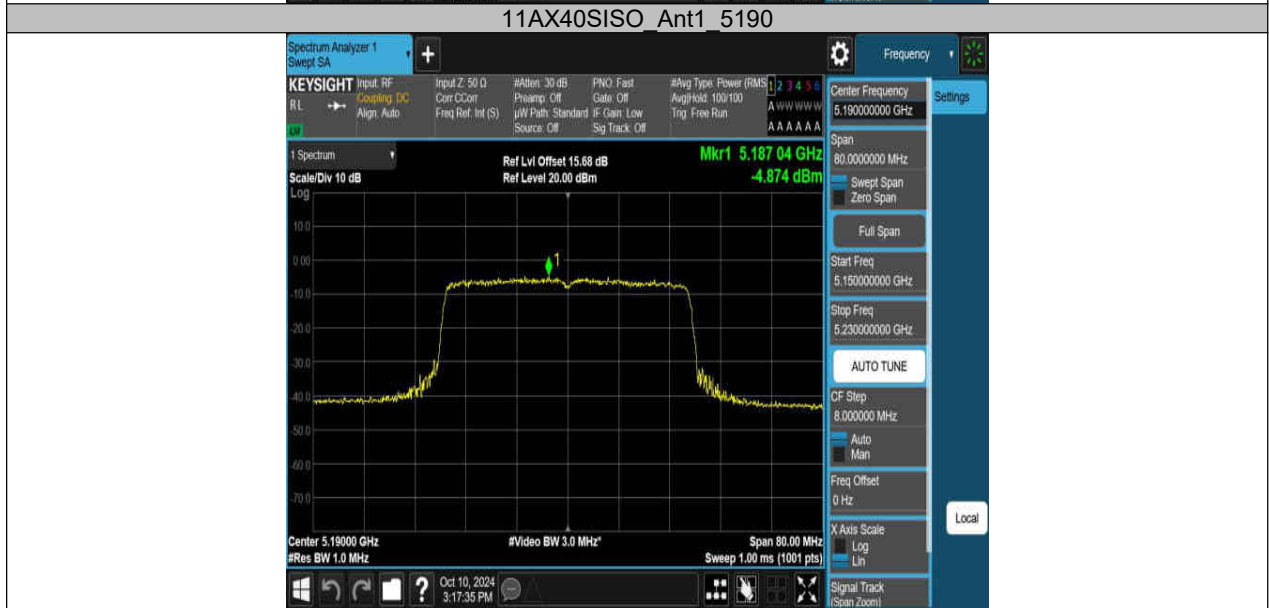 11AX40SISO_Ant1_5190
Spectrum Analyzer 1
Swept SA
Frequency
KEYSIGHT
RL
LM
Input: RF
Coupling: DC
Align: Auto
Input Z: 50 Ω
Corr CCorr
Freq Ref: Int (S)
#Atten: 30 dB
Preamp: Off
µW Path: Standard
Source: Off
PNO: Fast
Gate: Off
IF Gain: Low
Sig Track: Off
#Avg Type: Power (RMS
Avg|Hold: 100/100
Trig: Free Run
1 2 3 4 5 6
A W W W W W
A A A A A A
1 Spectrum
Scale/Div 10 dB
Log
Ref Lvl Offset 15.68 dB
Ref Level 20.00 dBm
Mkr1 5.187 04 GHz
-4.874 dBm
10.0
0.00
-10.0
-20.0
-30.0
-40.0
-50.0
-60.0
-70.0
1
Center 5.19000 GHz
#Res BW 1.0 MHz
#Video BW 3.0 MHz*
Span 80.00 MHz
Sweep 1.00 ms (1001 pts)
Oct 10, 2024
3:17:35 PM
?
Center Frequency
5.190000000 GHz
Settings
Span
80.0000000 MHz
Swept Span
Zero Span
Full Span
Start Freq
5.150000000 GHz
Stop Freq
5.230000000 GHz
AUTO TUNE
CF Step
8.000000 MHz
Auto
Man
Freq Offset
0 Hz
X Axis Scale
Log
Lin
Local
Signal Track
(Span Zoom)